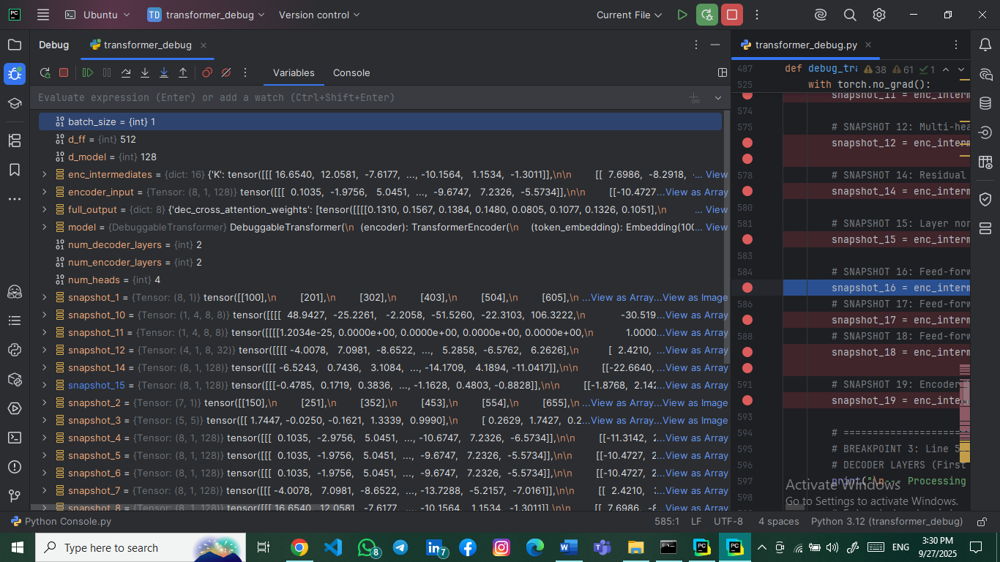 PC Ubuntu TD transformer_debug Version control Current File
Debug transformer_debug
Variables Console
Evaluate expression (Enter) or add a watch (Ctrl+Shift+Enter)
batch_size = {int} 1
d_ff = {int} 512
d_model = {int} 128
enc_intermediates = {dict: 16} {'K': tensor([[[ 16.6540, 12.0581, -7.6177, ..., -10.1564, 1.1534, -1.3011]],\n\n [[ 7.6986, -8.2918, ... View
encoder_input = {Tensor: (8, 1, 128)} tensor([[[ 0.1035, -1.9756, 5.0451, ..., -9.6747, 7.2326, -5.5734]],\n\n [[-10.4727...View as Array
full_output = {dict: 8} {'dec_cross_attention_weights': [tensor([[[[0.1310, 0.1567, 0.1384, 0.1480, 0.0805, 0.1077, 0.1326, 0.1051],\n ... View
model = {DebuggableTransformer} DebuggableTransformer(\n (encoder): TransformerEncoder(\n (token_embedding): Embedding(100... View
num_decoder_layers = {int} 2
num_encoder_layers = {int} 2
num_heads = {int} 4
snapshot_1 = {Tensor: (8, 1)} tensor([[100],\n [201],\n [302],\n [403],\n [504],\n [605],\n ...View as Array...View as Image
snapshot_10 = {Tensor: (1, 4, 8, 8)} tensor([[[[ 48.9427, -25.2261, -2.2058, -51.5260, -22.3103, 106.3222,\n -30.519...View as Array
snapshot_11 = {Tensor: (1, 4, 8, 8)} tensor([[[[1.2034e-25, 0.0000e+00, 0.0000e+00, 0.0000e+00, 0.0000e+00,\n 1.0000...View as Array
snapshot_12 = {Tensor: (4, 1, 8, 32)} tensor([[[[ -4.0078, 7.0981, -8.6522, ..., 5.2858, -6.5762, 6.2626],\n [ 2.4210, ...View as Array
snapshot_14 = {Tensor: (8, 1, 128)} tensor([[[ -6.5243, 0.7436, 3.1084, ..., -14.1709, 4.1894, -11.0417]],\n\n [[-22.6640, ...View as Array
snapshot_15 = {Tensor: (8, 1, 128)} tensor([[[-0.4785, 0.1719, 0.3836, ..., -1.1628, 0.4803, -0.8828]],\n\n [[-1.8768, 2.142...View as Array
snapshot_2 = {Tensor: (7, 1)} tensor([[150],\n [251],\n [352],\n [453],\n [554],\n [655],\n ...View as Array...View as Image
snapshot_3 = {Tensor: (5, 5)} tensor([[ 1.7447, -0.0250, -0.1621, 1.3339, 0.9990],\n [ 0.2629, 1.7427, 0.2...View as Array...View as Image
snapshot_4 = {Tensor: (8, 1, 128)} tensor([[[ 0.1035, -2.9756, 5.0451, ..., -10.6747, 7.2326, -6.5734]],\n\n [[-11.3142, ...View as Array
snapshot_5 = {Tensor: (8, 1, 128)} tensor([[[ 0.1035, -1.9756, 5.0451, ..., -9.6747, 7.2326, -5.5734]],\n\n [[-10.4727, ...View as Array
snapshot_6 = {Tensor: (8, 1, 128)} tensor([[[ 0.1035, -1.9756, 5.0451, ..., -9.6747, 7.2326, -5.5734]],\n\n [[-10.4727, ...View as Array
snapshot_7 = {Tensor: (8, 1, 128)} tensor([[[ -4.0078, 7.0981, -8.6522, ..., -13.7288, -5.2157, -7.0161]],\n\n [[ 2.4210, ...View as Array
snapshot_8 = {Tensor: (8, 1, 128)} tensor([[[ 16.6540, 12.0581, -7.6177, ..., -10.1564, 1.1534, -1.3011]],\n\n [[ 7.6986, -8...View as Array
transformer_debug.py
487 def debug_tra 38 61 1
525 with torch.no_grad():
snapshot_11 = enc_interm
574
575 # SNAPSHOT 12: Multi-hea
snapshot_12 = enc_interm
578 # SNAPSHOT 14: Residual
snapshot_14 = enc_interm
580
581 # SNAPSHOT 15: Layer nor
snapshot_15 = enc_interm
583
584 # SNAPSHOT 16: Feed-forw
snapshot_16 = enc_interm
586 # SNAPSHOT 17: Feed-forw
snapshot_17 = enc_interm
588 # SNAPSHOT 18: Feed-forw
snapshot_18 = enc_interm
591 # SNAPSHOT 19: Encoder
snapshot_19 = enc_inte
593
594 # ======================
595 # BREAKPOINT 3: Line 5
596 # DECODER LAYERS (First
597 print("\n-- Processing
598
Activate Windows
Go to Settings to activate Windows.
Python Console.py 585:1 LF UTF-8 4 spaces Python 3.12 (transformer_debug)
Type here to search 8 7 ENG 3:30 PM
9/27/2025